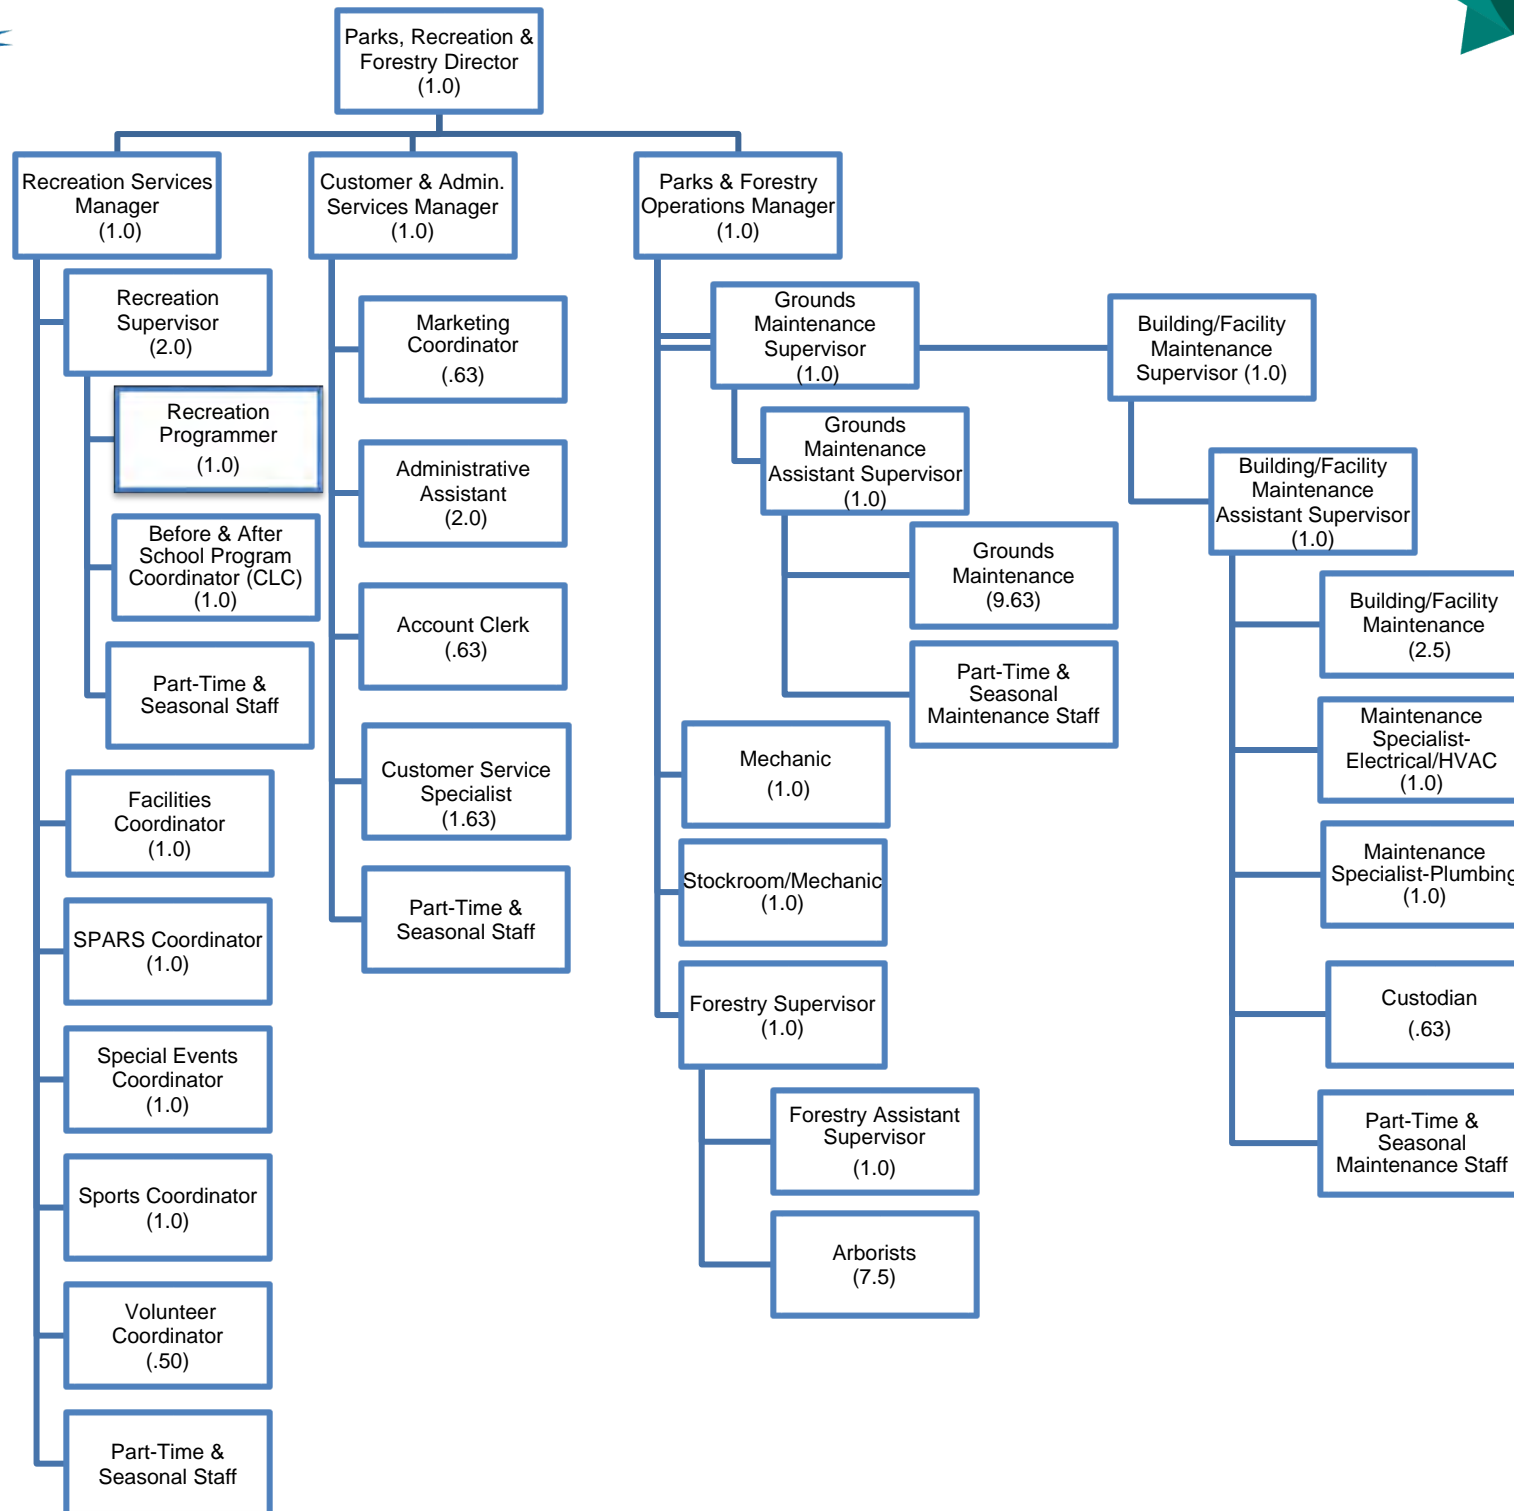 Parks, Recreation &
Forestry Director
(1.0)
Recreation Services
Manager
(1.0)
Customer & Admin.
Services Manager
(1.0)
Parks & Forestry
Operations Manager
(1.0)
Recreation
Supervisor
(2.0)
Recreation
Programmer
(1.0)
Before & After
School Program
Coordinator (CLC)
(1.0)
Part-Time &
Seasonal Staff
Facilities
Coordinator
(1.0)
SPARS Coordinator
(1.0)
Special Events
Coordinator
(1.0)
Sports Coordinator
(1.0)
Volunteer
Coordinator
(.50)
Part-Time &
Seasonal Staff
Marketing
Coordinator
(.63)
Administrative
Assistant
(2.0)
Account Clerk
(.63)
Customer Service
Specialist
(1.63)
Part-Time &
Seasonal Staff
Grounds
Maintenance
Supervisor
(1.0)
Grounds
Maintenance
Assistant Supervisor
(1.0)
Grounds
Maintenance
(9.63)
Part-Time &
Seasonal
Maintenance Staff
Mechanic
(1.0)
Stockroom/Mechanic
(1.0)
Forestry Supervisor
(1.0)
Forestry Assistant
Supervisor
(1.0)
Arborists
(7.5)
Building/Facility
Maintenance
Supervisor (1.0)
Building/Facility
Maintenance
Assistant Supervisor
(1.0)
Building/Facility
Maintenance
(2.5)
Maintenance
Specialist-
Electrical/HVAC
(1.0)
Maintenance
Specialist-Plumbing
(1.0)
Custodian
(.63)
Part-Time &
Seasonal
Maintenance Staff